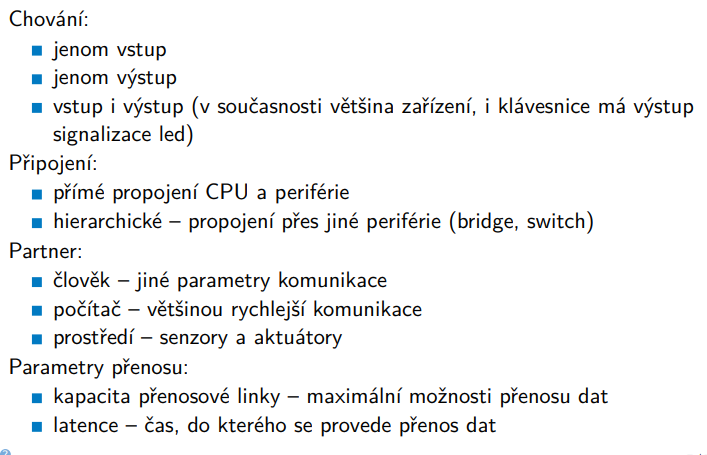 Chování:
jenom vstup
jenom výstup
vstup i výstup (v současnosti většina zařízení, i klávesnice má výstup
signalizace led)
Připojení:
přímé propojení CPU a periférie
hierarchické – propojení přes jiné periférie (bridge, switch)
Partner:
člověk – jiné parametry komunikace
počítač – většinou rychlejší komunikace
prostředí – senzory a aktuátory
Parametry přenosu:
kapacita přenosové linky – maximální možnosti přenosu dat
latence – čas, do kterého se provede přenos dat